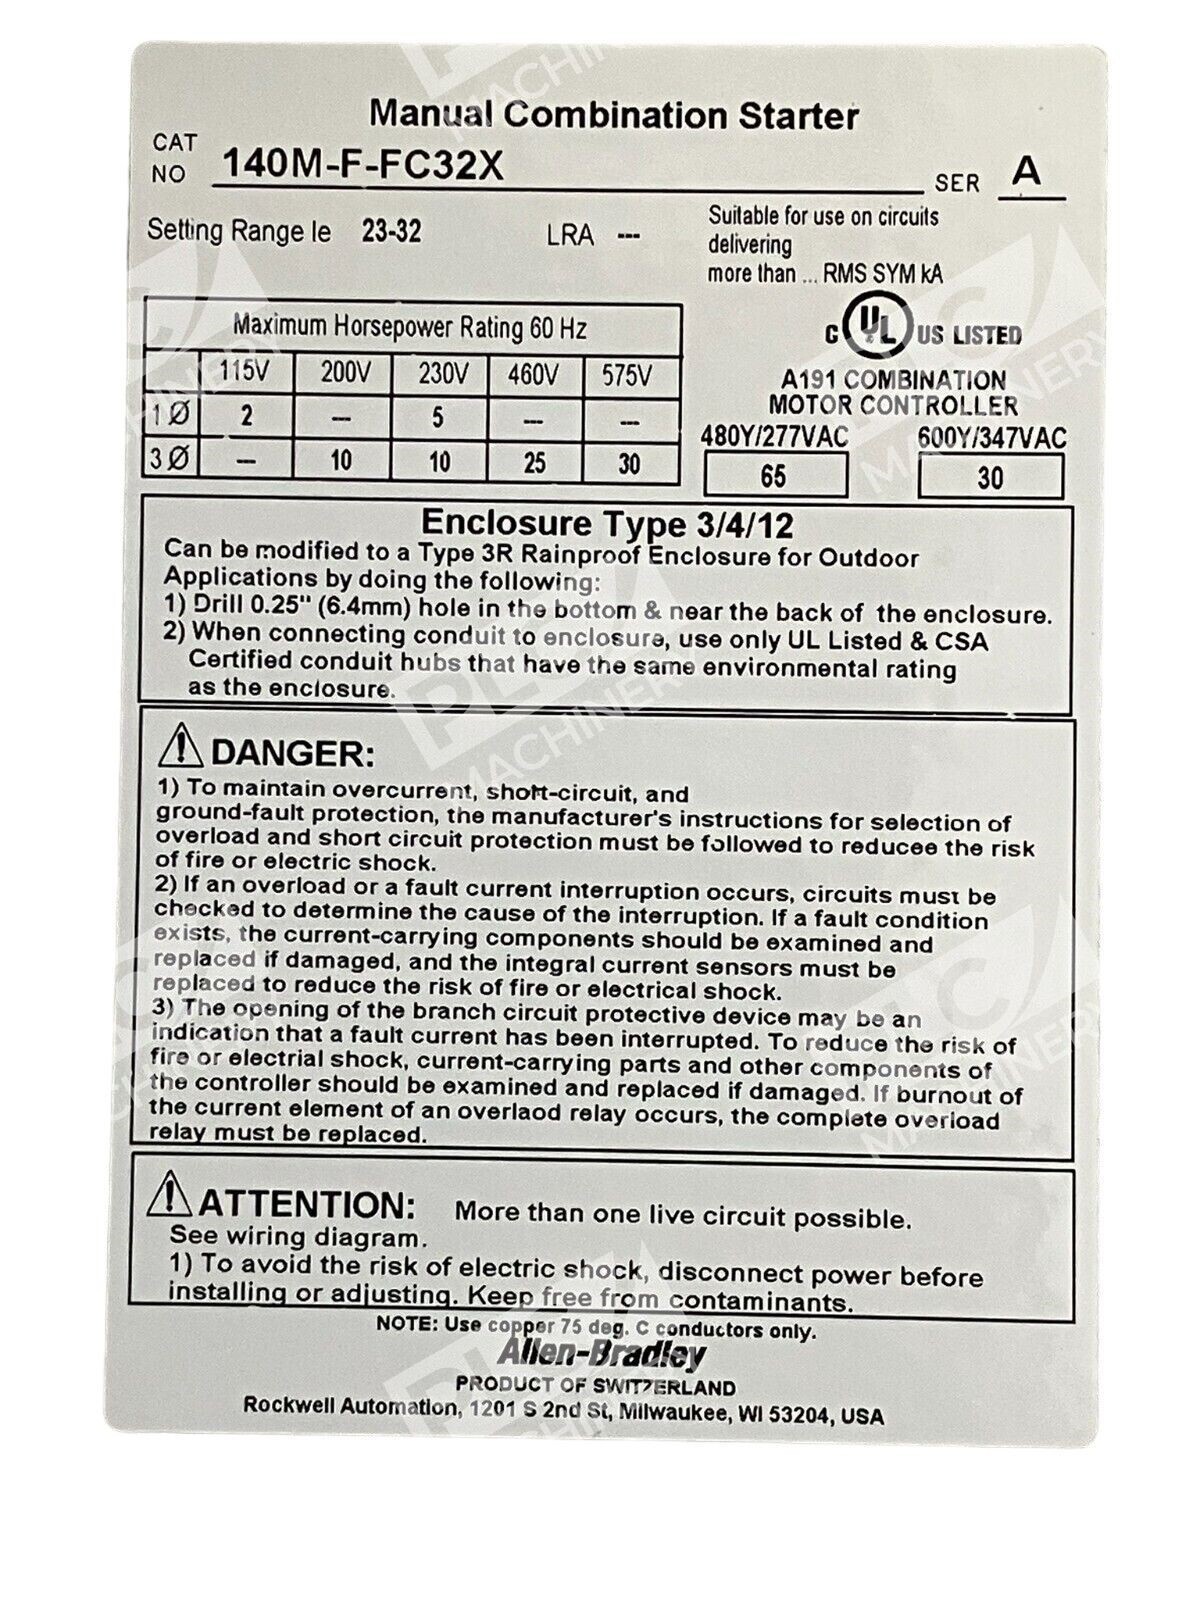 Manual Combination Starter
CAT
NO 140M-F-FC32X SER A
Setting Range Ie 23-32 LRA ---
Suitable for use on circuits
delivering
more than ... RMS SYM kA
C UL US LISTED
A191 COMBINATION
MOTOR CONTROLLER
480Y/277VAC 600Y/347VAC
65 30
Maximum Horsepower Rating 60 Hz
115V 200V 230V 460V 575V
1Ø 2 --- 5 --- ---
3Ø --- 10 10 25 30
Enclosure Type 3/4/12
Can be modified to a Type 3R Rainproof Enclosure for Outdoor
Applications by doing the following:
1) Drill 0.25" (6.4mm) hole in the bottom & near the back of the enclosure.
2) When connecting conduit to enclosure, use only UL Listed & CSA
Certified conduit hubs that have the same environmental rating
as the enclosure.
DANGER:
1) To maintain overcurrent, short-circuit, and
ground-fault protection, the manufacturer's instructions for selection of
overload and short circuit protection must be followed to reducee the risk
of fire or electric shock.
2) If an overload or a fault current interruption occurs, circuits must be
checked to determine the cause of the interruption. If a fault condition
exists, the current-carrying components should be examined and
replaced if damaged, and the integral current sensors must be
replaced to reduce the risk of fire or electrical shock.
3) The opening of the branch circuit protective device may be an
indication that a fault current has been interrupted. To reduce the risk of
fire or electrial shock, current-carrying parts and other components of
the controller should be examined and replaced if damaged. If burnout of
the current element of an overlaod relay occurs, the complete overload
relay must be replaced.
ATTENTION: More than one live circuit possible.
See wiring diagram.
1) To avoid the risk of electric shock, disconnect power before
installing or adjusting. Keep free from contaminants.
NOTE: Use copper 75 deg. C conductors only.
Allen-Bradley
PRODUCT OF SWITZERLAND
Rockwell Automation, 1201 S 2nd St, Milwaukee, WI 53204, USA
PLC MACHINERY